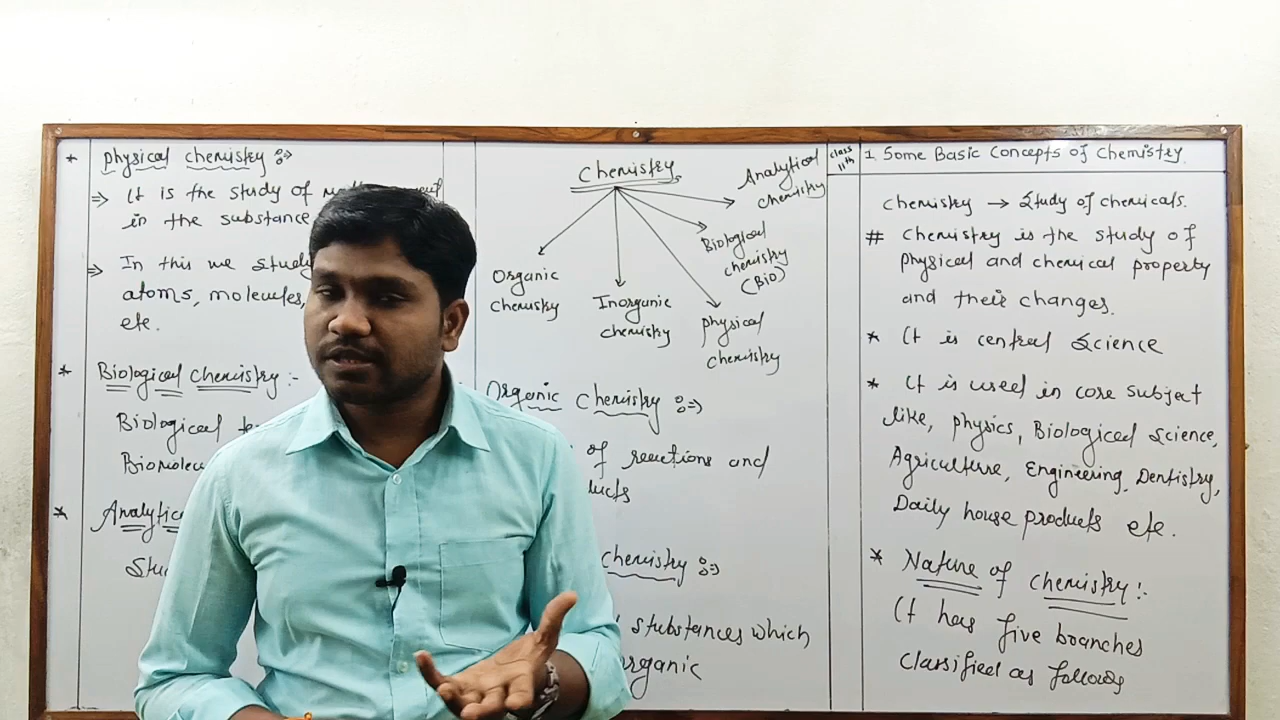 * physical chemistry :=>
=> It is the study of
in the substance
=> In this we study
atoms, molecules,
etc.
* Biological chemistry :-
Biological
*
Chemistry
Organic
chemistry
Inorganic
chemistry
physical
chemistry
Biological
chemistry
(Bio)
Analytical
chemistry
Organic Chemistry :=>
of reactions and
Chemistry :=>
stubstances which
organic
class
11th
1. Some Basic Concepts of Chemistry
chemistry → Study of chemicals.
# Chemistry is the study of
physical and chemical property
and their changes.
* It is central Science
* It is used in core subject
like, physics, Biological Science,
Agriculture, Engineering, Dentistry,
Daily house products etc.
* Nature of Chemistry :-
It has five branches
classified as follows